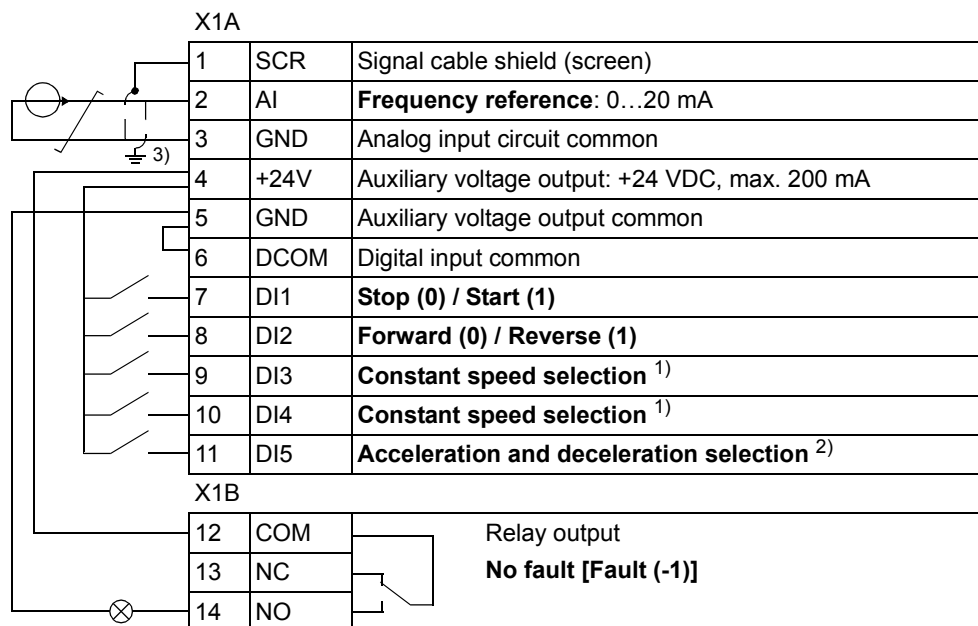 X1A
1 SCR Signal cable shield (screen)
2 AI Frequency reference: 0…20 mA
3 GND Analog input circuit common
3)
4 +24V Auxiliary voltage output: +24 VDC, max. 200 mA
5 GND Auxiliary voltage output common
6 DCOM Digital input common
7 DI1 Stop (0) / Start (1)
8 DI2 Forward (0) / Reverse (1)
9 DI3 Constant speed selection 1)
10 DI4 Constant speed selection 1)
11 DI5 Acceleration and deceleration selection 2)
X1B
12 COM Relay output
13 NC No fault [Fault (-1)]
14 NO